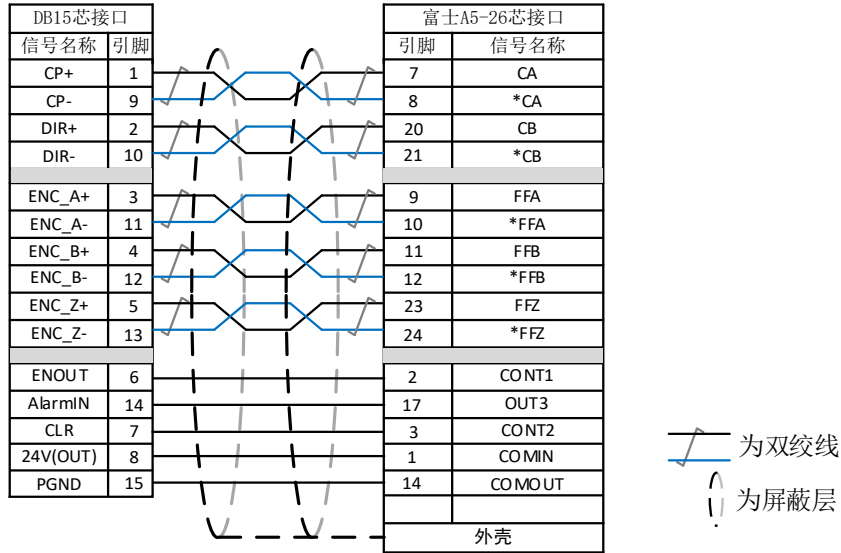 DB15芯接口 富士A5-26芯接口
信号名称 引脚 引脚 信号名称
CP+ 1 7 CA
CP- 9 8 *CA
DIR+ 2 20 CB
DIR- 10 21 *CB
ENC_A+ 3 9 FFA
ENC_A- 11 10 *FFA
ENC_B+ 4 11 FFB
ENC_B- 12 12 *FFB
ENC_Z+ 5 23 FFZ
ENC_Z- 13 24 *FFZ
ENOUT 6 2 CONT1
AlarmIN 14 17 OUT3
CLR 7 3 CONT2
24V(OUT) 8 1 COMIN
PGND 15 14 COMOUT
外壳
为双绞线
为屏蔽层